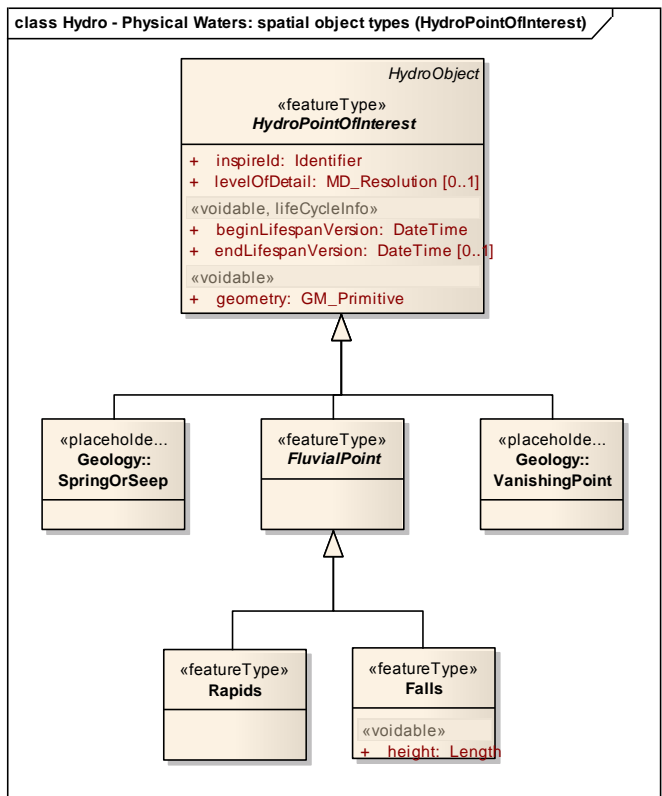 class Hydro - Physical Waters: spatial object types (HydroPointOfInterest)
HydroObject
«featureType»
HydroPointOfInterest
+ inspireId: Identifier
+ levelOfDetail: MD_Resolution [0..1]
«voidable, lifeCycleInfo»
+ beginLifespanVersion: DateTime
+ endLifespanVersion: DateTime [0..1]
«voidable»
+ geometry: GM_Primitive
«placeholde...
Geology::
SpringOrSeep
«featureType»
FluvialPoint
«placeholde...
Geology::
VanishingPoint
«featureType»
Rapids
«featureType»
Falls
«voidable»
+ height: Length